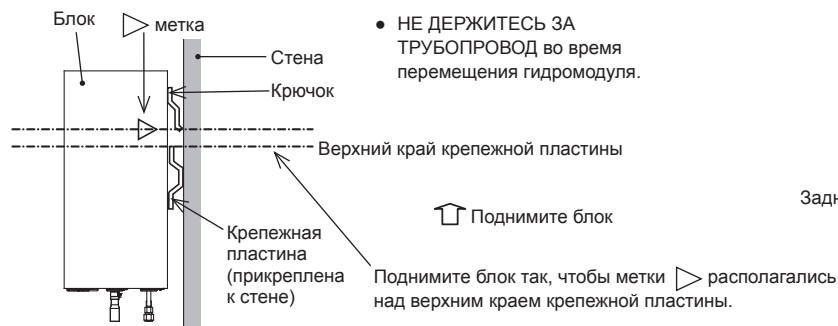 Блок
▷ метка
Стена
Крючок
Верхний край крепежной пластины
Крепежная
пластина
(прикреплена
к стене)
• НЕ ДЕРЖИТЕСЬ ЗА
ТРУБОПРОВОД во время
перемещения гидромодуля.
Поднимите блок
Поднимите блок так, чтобы метки ▷ располагались
над верхним краем крепежной пластины.
Задн